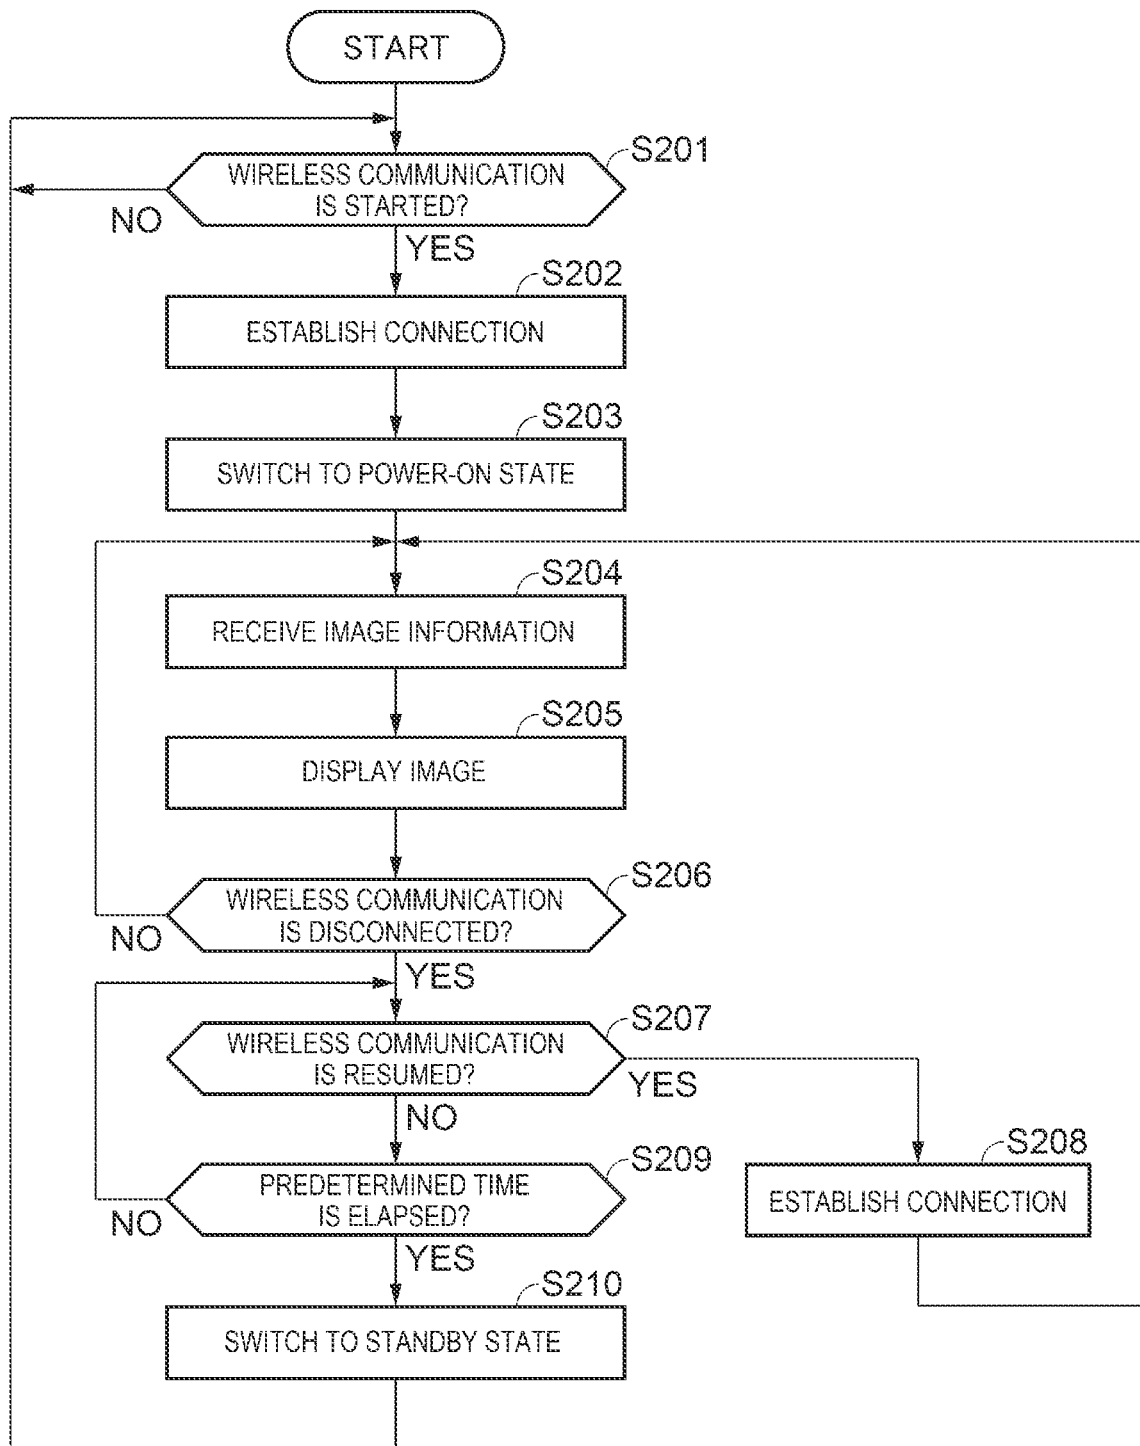 START
S201
WIRELESS COMMUNICATION
IS STARTED?
NO
YES
S202
ESTABLISH CONNECTION
S203
SWITCH TO POWER-ON STATE
S204
RECEIVE IMAGE INFORMATION
S205
DISPLAY IMAGE
S206
WIRELESS COMMUNICATION
IS DISCONNECTED?
NO
YES
S207
WIRELESS COMMUNICATION
IS RESUMED?
YES
NO
S208
ESTABLISH CONNECTION
S209
PREDETERMINED TIME
IS ELAPSED?
NO
YES
S210
SWITCH TO STANDBY STATE